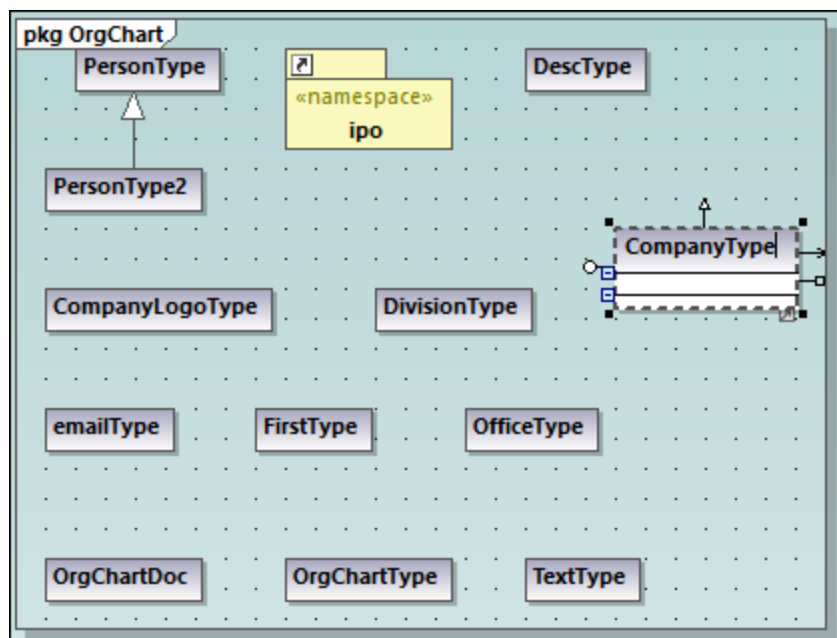 pkg OrgChart
PersonType
DescType
«namespace»
ipo
PersonType2
CompanyType
CompanyLogoType
DivisionType
emailType
FirstType
OfficeType
OrgChartDoc
OrgChartType
TextType